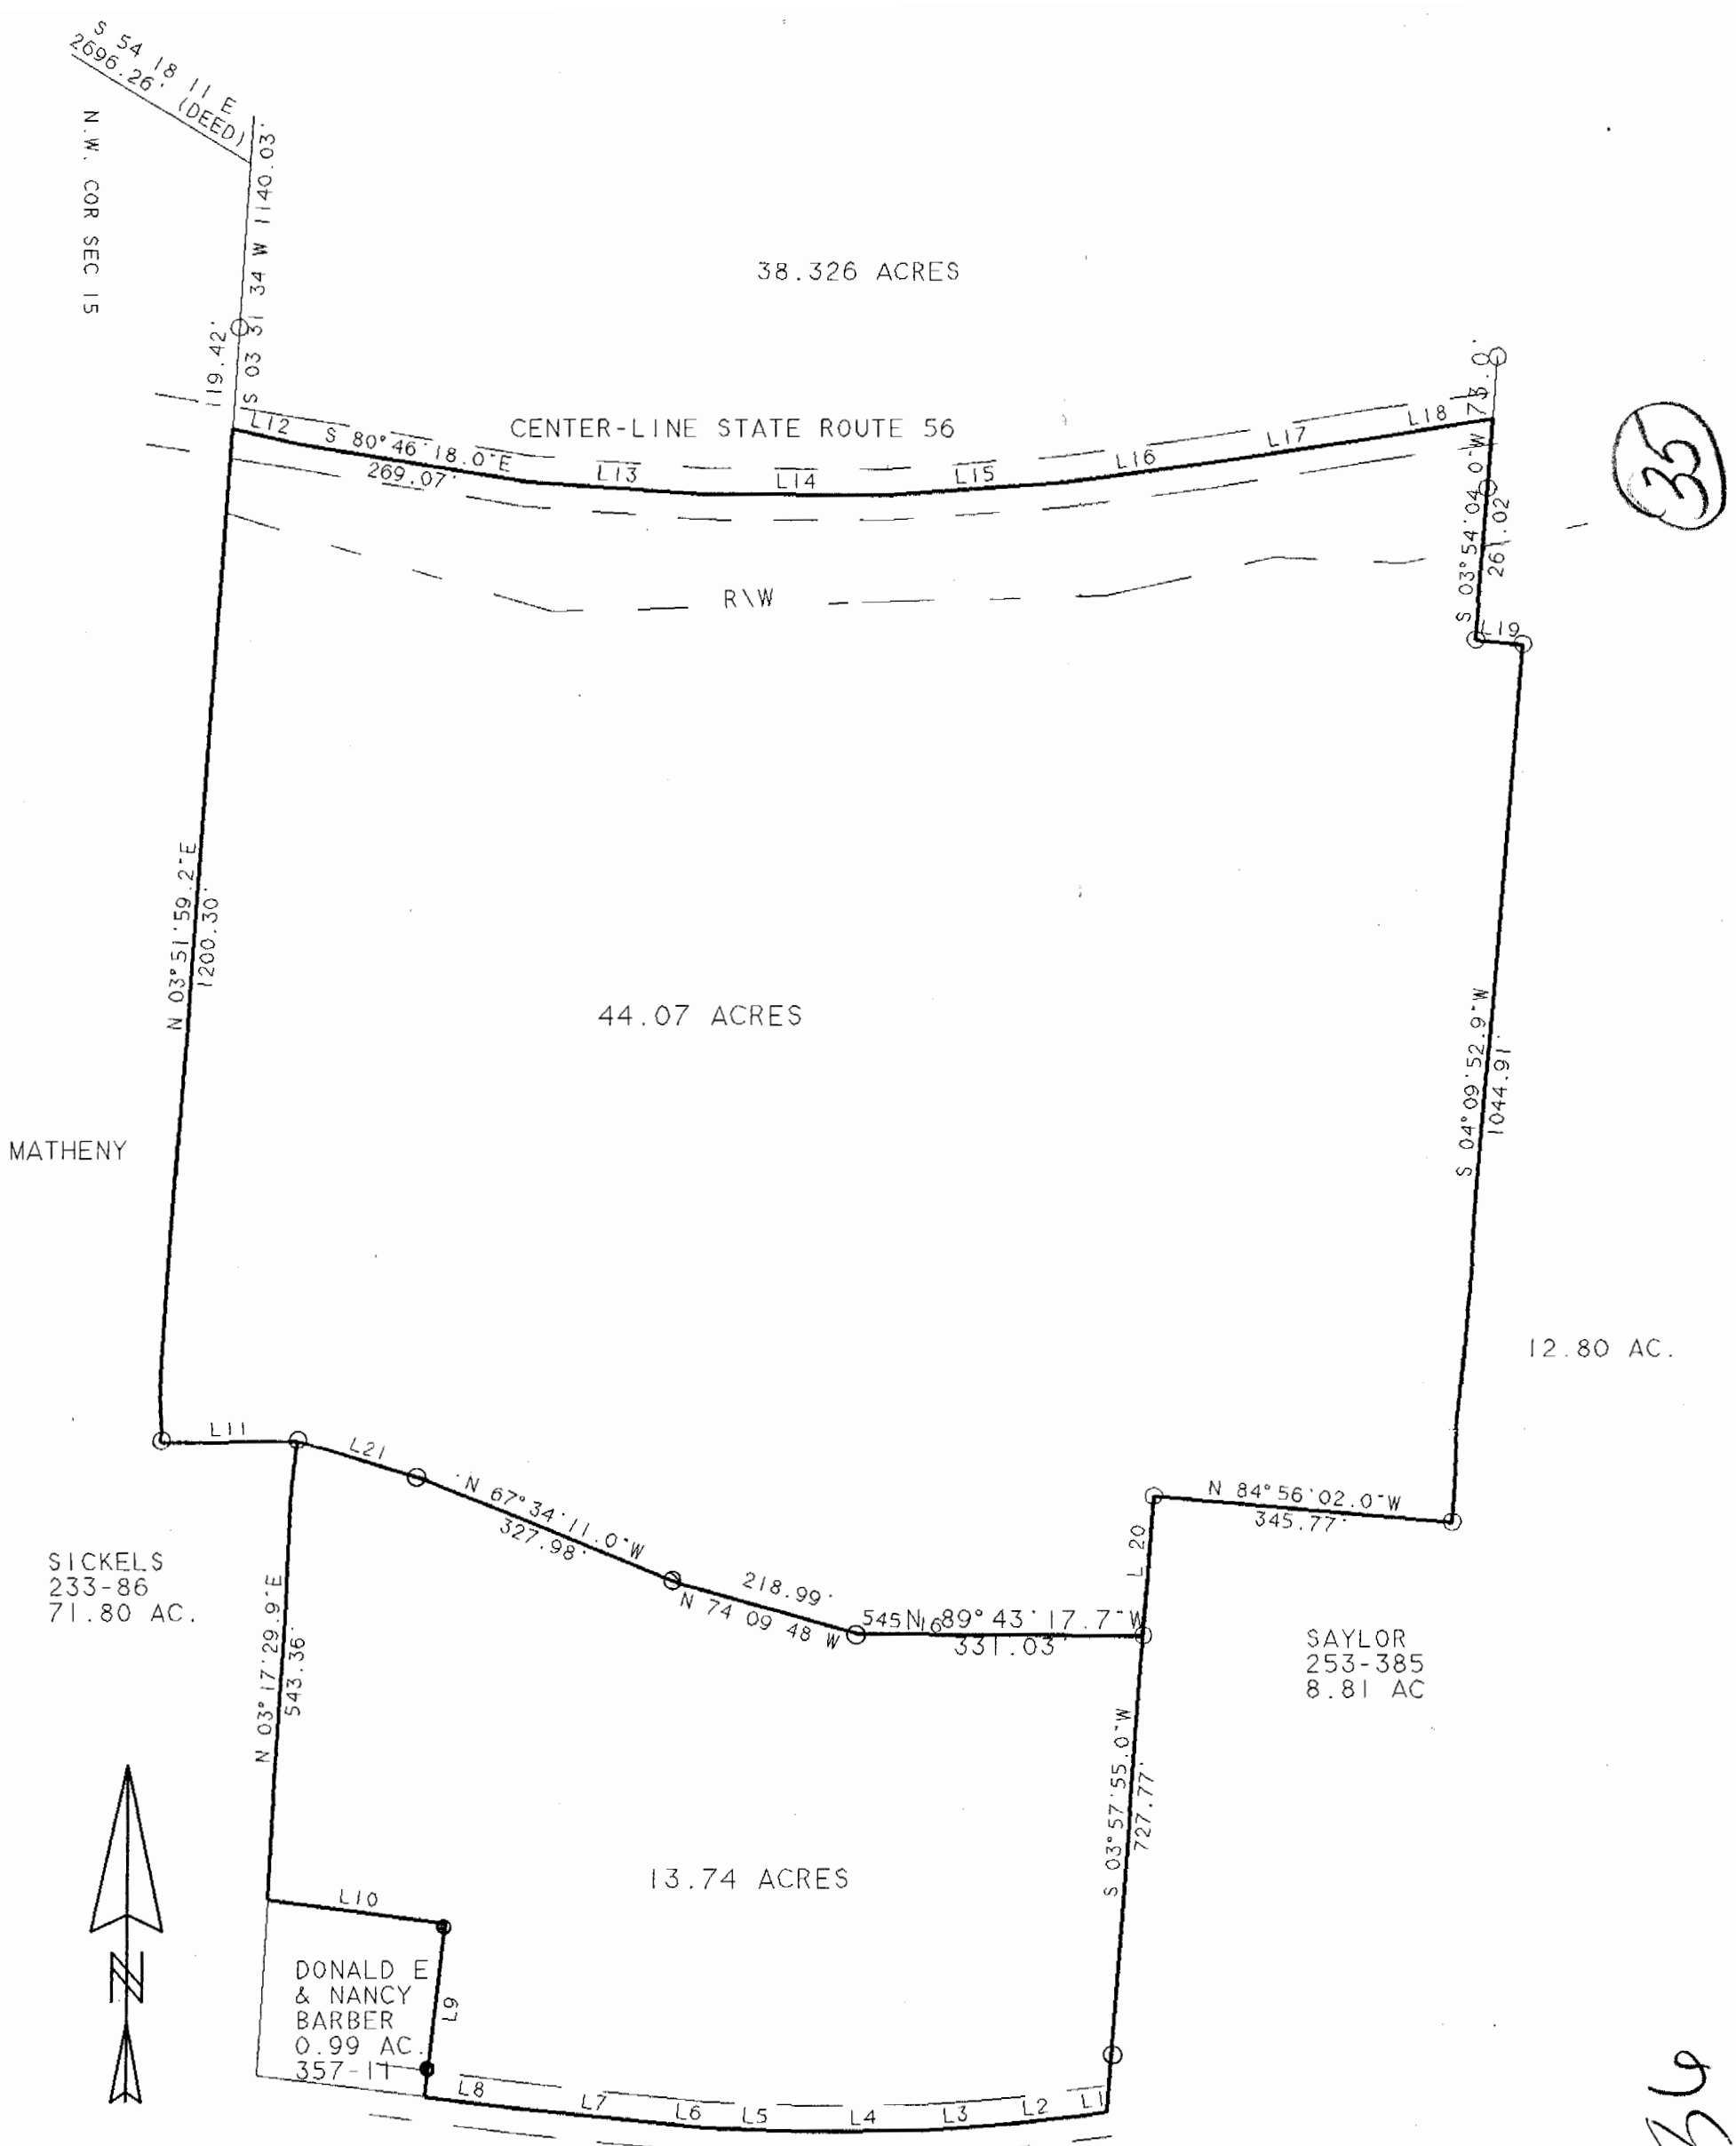 S 54 18 11 E
2696.26' (DEED)
N.W. COR SEC 15
S 03 31 34 W 1140.03'
119.42'
38.326 ACRES
CENTER-LINE STATE ROUTE 56
L12
S 80°46'18.0"E
269.07'
L13
L14
L15
L16
L17
L18
73.0'
S 03°54'04.0"W
261.02'
L19
35
R\W
N 03°51'59.2"E
1200.30'
44.07 ACRES
S 04°09'52.9"W
1044.91'
MATHENY
12.80 AC.
L11
L21
N 67°34'11.0"W
327.98'
218.99'
N 74 09 48 W
545.16
N 89°43'17.7"W
331.03'
L 20
N 84°56'02.0"W
345.77'
SICKELS
233-86
71.80 AC.
N 03°17'29.9"E
543.36'
SAYLOR
253-385
8.81 AC
S 03°57'55.0"W
727.77'
13.74 ACRES
L10
DONALD E
& NANCY
BARBER
0.99 AC.
357-11
L9
N
L8
L7
L6
L5
L4
L3
L2
L1
36